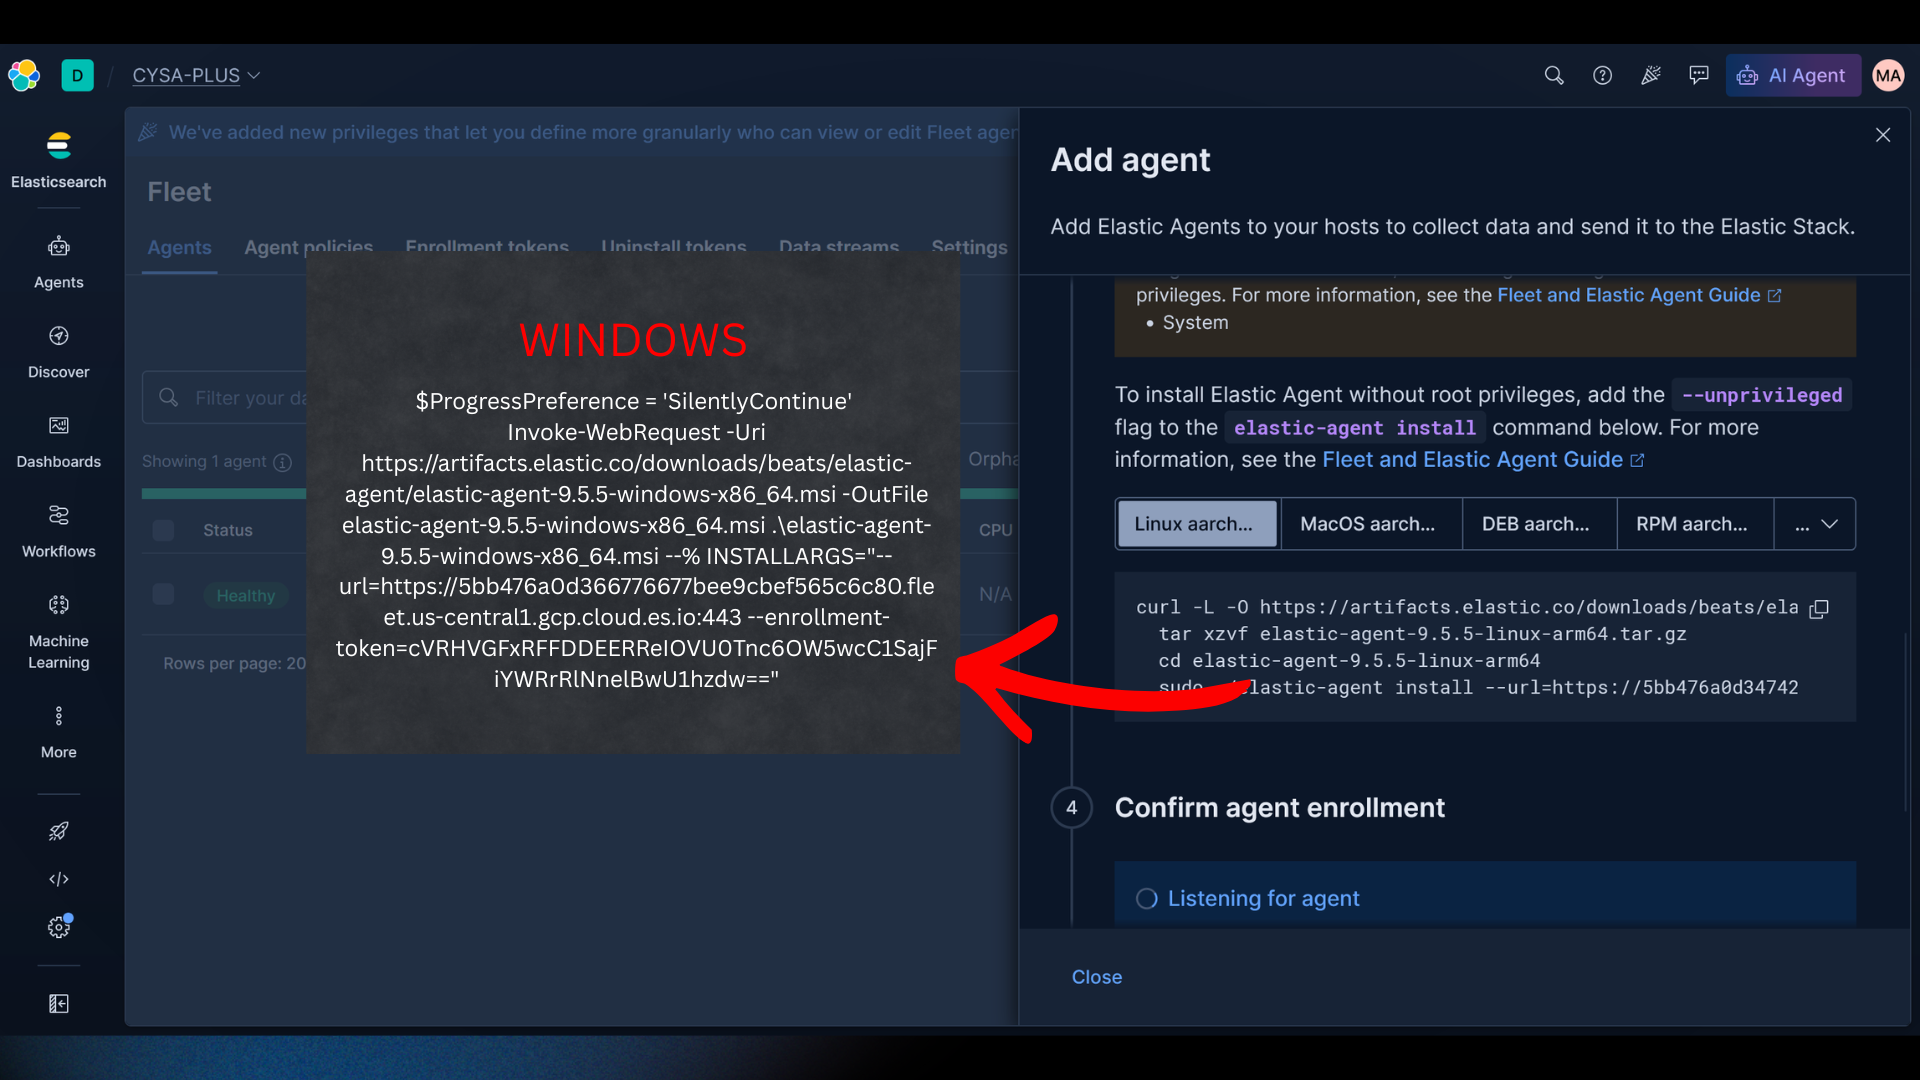 D / CYSA-PLUS
AI Agent
MA
Elasticsearch
Agents
Discover
Dashboards
Workflows
Machine
Learning
More
We've added new privileges that let you define more granularly who can view or edit Fleet
Fleet
Agents Agent policies Enrollment tokens Uninstall tokens Data streams Settings
Filter your
Showing 1 agent
Status
CPU
Healthy
N/A
Rows per page: 20
WINDOWS
$ProgressPreference = 'SilentlyContinue'
Invoke-WebRequest -Uri
https://artifacts.elastic.co/downloads/beats/elastic-
agent/elastic-agent-9.5.5-windows-x86_64.msi -OutFile
elastic-agent-9.5.5-windows-x86_64.msi .\elastic-agent-
9.5.5-windows-x86_64.msi --% INSTALLARGS="--
url=https://5bb476a0d366776677bee9cbef565c6c80.fle
et.us-central1.gcp.cloud.es.io:443 --enrollment-
token=cVRHVGFxRFFDDEERReIOVU0Tnc6OW5wcC1SajF
iYWRrRlNnelBwU1hzdw=="
Add agent
Add Elastic Agents to your hosts to collect data and send it to the Elastic Stack.
privileges. For more information, see the Fleet and Elastic Agent Guide
• System
To install Elastic Agent without root privileges, add the --unprivileged
flag to the elastic-agent install command below. For more
information, see the Fleet and Elastic Agent Guide
Linux aarch... MacOS aarch... DEB aarch... RPM aarch... ...
curl -L -O https://artifacts.elastic.co/downloads/beats/ela
tar xzvf elastic-agent-9.5.5-linux-arm64.tar.gz
cd elastic-agent-9.5.5-linux-arm64
sudo ./elastic-agent install --url=https://5bb476a0d34742
4 Confirm agent enrollment
Listening for agent
Close